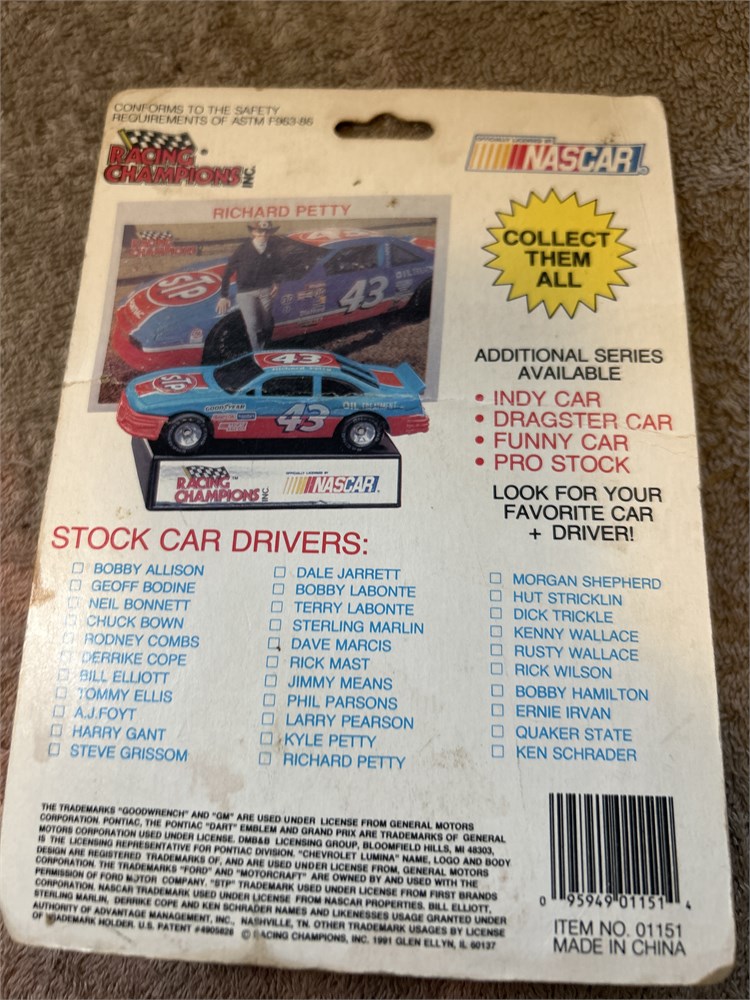 CONFORMS TO THE SAFETY
REQUIREMENTS OF ASTM F963-86
RACING
CHAMPIONS INC.
OFFICIALLY LICENSED BY
NASCAR
RICHARD PETTY
RACING
CHAMPIONS
STP
43
COLLECT
THEM
ALL
43
RICHARD PETTY
STP
GOODYEAR
43
RACING
CHAMPIONS INC.
OFFICIALLY LICENSED BY
NASCAR
ADDITIONAL SERIES
AVAILABLE
• INDY CAR
• DRAGSTER CAR
• FUNNY CAR
• PRO STOCK
LOOK FOR YOUR
FAVORITE CAR
+ DRIVER!
STOCK CAR DRIVERS:
☐ BOBBY ALLISON
☐ GEOFF BODINE
☐ NEIL BONNETT
☐ CHUCK BOWN
☐ RODNEY COMBS
☐ DERRIKE COPE
☐ BILL ELLIOTT
☐ TOMMY ELLIS
☐ A.J.FOYT
☐ HARRY GANT
☐ STEVE GRISSOM
☐ DALE JARRETT
☐ BOBBY LABONTE
☐ TERRY LABONTE
☐ STERLING MARLIN
☐ DAVE MARCIS
☐ RICK MAST
☐ JIMMY MEANS
☐ PHIL PARSONS
☐ LARRY PEARSON
☐ KYLE PETTY
☐ RICHARD PETTY
☐ MORGAN SHEPHERD
☐ HUT STRICKLIN
☐ DICK TRICKLE
☐ KENNY WALLACE
☐ RUSTY WALLACE
☐ RICK WILSON
☐ BOBBY HAMILTON
☐ ERNIE IRVAN
☐ QUAKER STATE
☐ KEN SCHRADER
THE TRADEMARKS "GOODWRENCH" AND "GM" ARE USED UNDER LICENSE FROM GENERAL MOTORS
CORPORATION. PONTIAC, THE PONTIAC "DART" EMBLEM AND GRAND PRIX ARE TRADEMARKS OF GENERAL
MOTORS CORPORATION USED UNDER LICENSE. DMB&B LICENSING GROUP, BLOOMFIELD HILLS, MI 48303,
IS THE LICENSING REPRESENTATIVE FOR PONTIAC DIVISION. "CHEVROLET LUMINA" NAME, LOGO AND BODY
DESIGN ARE REGISTERED TRADEMARKS OF, AND ARE USED UNDER LICENSE FROM, GENERAL MOTORS
CORPORATION. THE TRADEMARKS "FORD" AND "MOTORCRAFT" ARE OWNED BY AND USED WITH THE
PERMISSION OF FORD MOTOR COMPANY. "STP" TRADEMARK USED UNDER LICENSE FROM FIRST BRANDS
CORPORATION. NASCAR TRADEMARK USED UNDER LICENSE FROM NASCAR PROPERTIES. BILL ELLIOTT,
STERLING MARLIN, DERRIKE COPE AND KEN SCHRADER NAMES AND LIKENESSES USAGE GRANTED UNDER
AUTHORITY OF ADVANTAGE MANAGEMENT, INC., NASHVILLE, TN. OTHER TRADEMARK USAGES BY LICENSE
OF TRADEMARK HOLDER. U.S. PATENT #4905828 © RACING CHAMPIONS, INC. 1991 GLEN ELLYN, IL 60137
0 95949 01151 4
ITEM NO. 01151
MADE IN CHINA